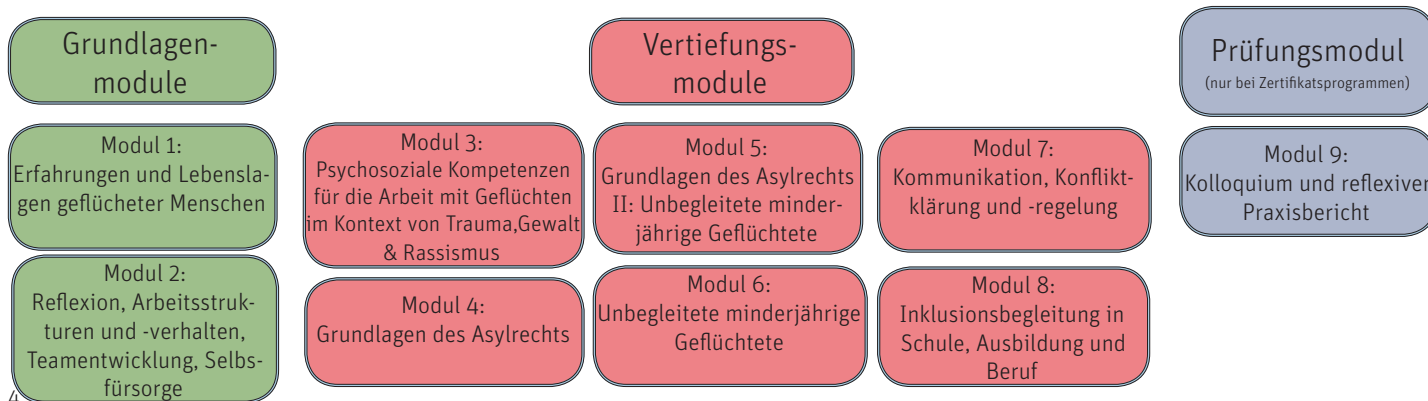 Grundlagen-
module
Vertiefungs-
module
Prüfungsmodul
(nur bei Zertifikatsprogrammen)
Modul 1:
Erfahrungen und Lebensla-
gen geflücheter Menschen
Modul 2:
Reflexion, Arbeitsstruk-
turen und -verhalten,
Teamentwicklung, Selbs-
fürsorge
Modul 3:
Psychosoziale Kompetenzen
für die Arbeit mit Geflüchten
im Kontext von Trauma,Gewalt
& Rassismus
Modul 4:
Grundlagen des Asylrechts
Modul 5:
Grundlagen des Asylrechts
II: Unbegleitete minder-
jährige Geflüchtete
Modul 6:
Unbegleitete minderjährige
Geflüchtete
Modul 7:
Kommunikation, Konflikt-
klärung und -regelung
Modul 8:
Inklusionsbegleitung in
Schule, Ausbildung und
Beruf
Modul 9:
Kolloquium und reflexiver
Praxisbericht
4